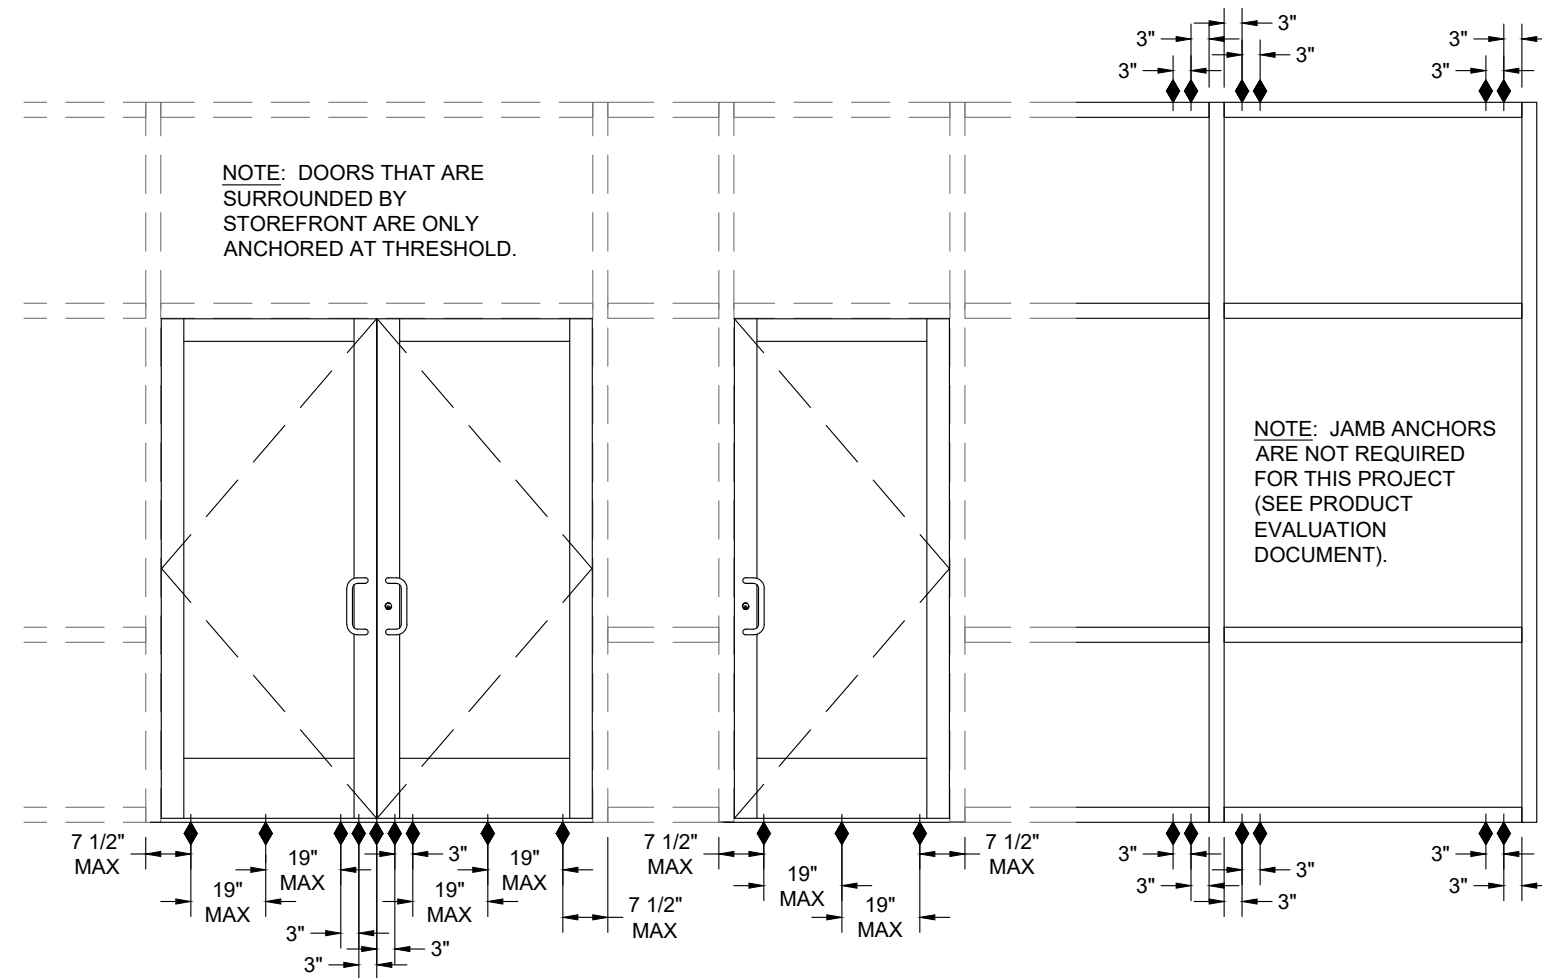 3"
3"
3"
3"
3"
3"
NOTE: DOORS THAT ARE
SURROUNDED BY
STOREFRONT ARE ONLY
ANCHORED AT THRESHOLD.
NOTE: JAMB ANCHORS
ARE NOT REQUIRED
FOR THIS PROJECT
(SEE PRODUCT
EVALUATION
DOCUMENT).
7 1/2"
MAX
19"
MAX
19"
MAX
3"
3"
3"
3"
19"
MAX
19"
MAX
7 1/2"
MAX
7 1/2"
MAX
19"
MAX
19"
MAX
7 1/2"
MAX
3"
3"
3"
3"
3"
3"